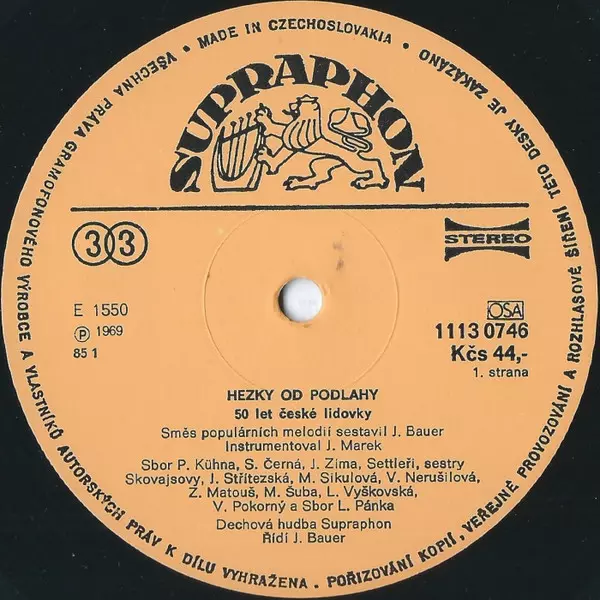 VŠECHNA PRÁVA GRAMOFONOVÉHO VÝROBCE A VLASTNÍKŮ AUTORSKÝCH PRÁV K DÍLU VYHRAŽENA • POŘIZOVÁNÍ KOPIÍ, VEŘEJNÉ PROVOZOVÁNÍ A ROZHLASOVÉ ŠÍŘENÍ TÉTO DESKY JE ZAKÁZÁNO • MADE IN CZECHOSLOVAKIA •
SUPRAPHON
33
STEREO
E 1550
Ⓟ 1969
85 1
OSA
1113 0746
Kčs 44,-
1. strana
HEZKY OD PODLAHY
50 let české lidovky
Směs populárních melodií sestavil J. Bauer
Instrumentoval J. Marek
Sbor P. Kühna, S. Černá, J. Zíma, Settleři, sestry
Skovajsovy, J. Střítezská, M. Sikulová, V. Nerušilová,
Z. Matouš, M. Šuba, L. Vyškovská,
V. Pokorný a Sbor L. Pánka
Dechová hudba Supraphon
Řídí J. Bauer